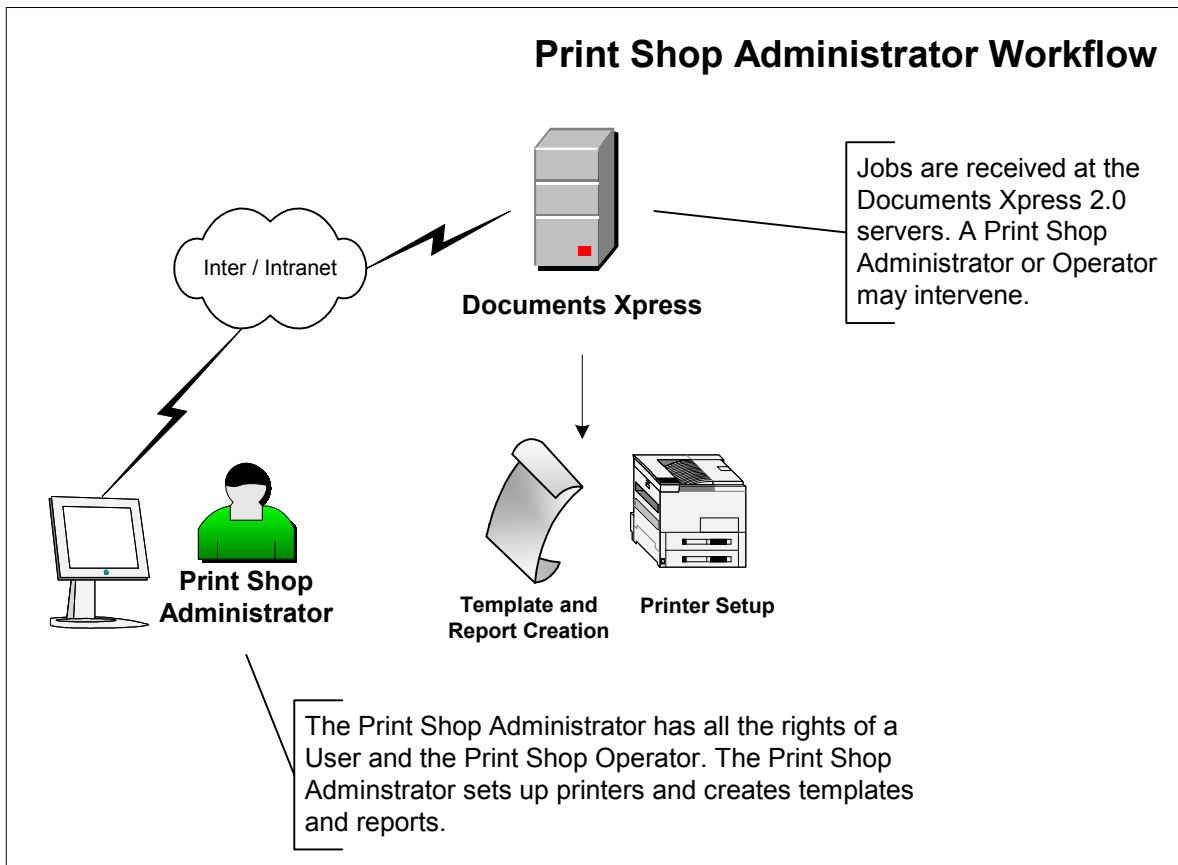 Print Shop Administrator Workflow
Jobs are received at the
Documents Xpress 2.0
servers. A Print Shop
Administrator or Operator
may intervene.
Inter / Intranet
Documents Xpress
Print Shop
Administrator
Template and
Report Creation
Printer Setup
The Print Shop Administrator has all the rights of a
User and the Print Shop Operator. The Print Shop
Adminstrator sets up printers and creates templates
and reports.